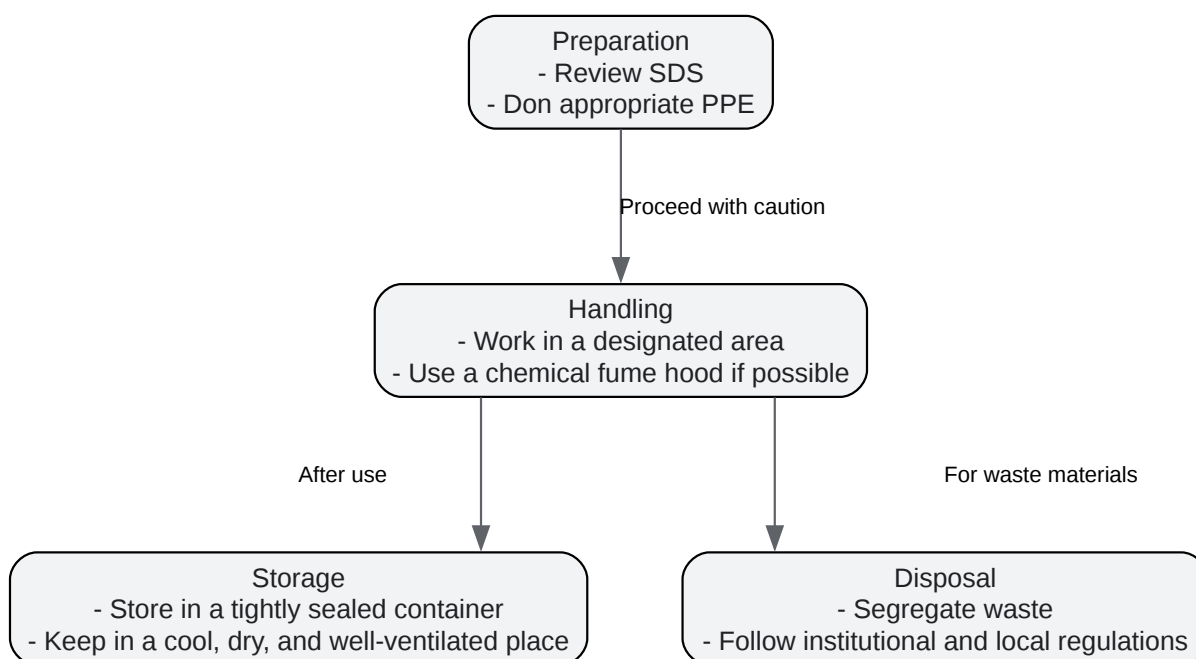 Preparation
- Review SDS
- Don appropriate PPE
Proceed with caution
Handling
- Work in a designated area
- Use a chemical fume hood if possible
After use
For waste materials
Storage
- Store in a tightly sealed container
- Keep in a cool, dry, and well-ventilated place
Disposal
- Segregate waste
- Follow institutional and local regulations